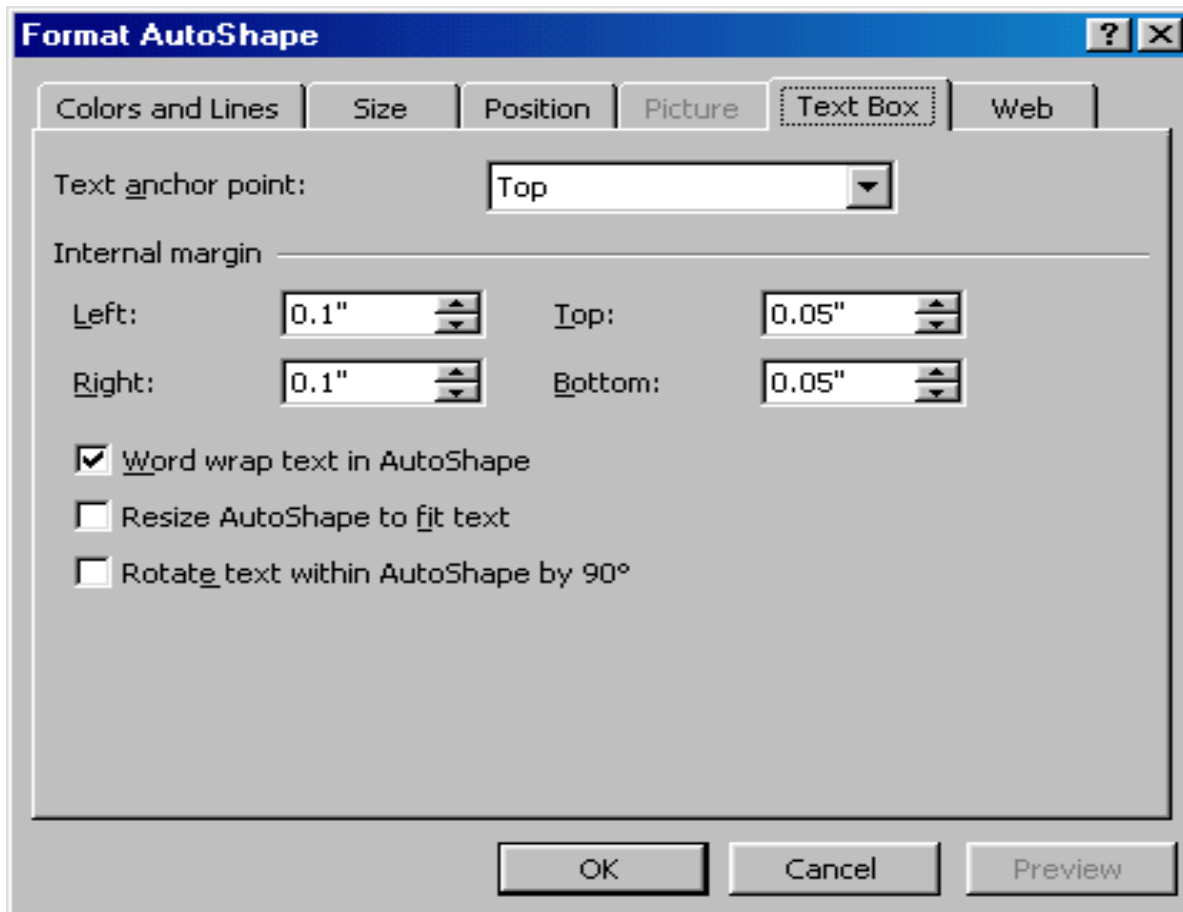 Format AutoShape
Colors and Lines Size Position Picture Text Box Web
Text anchor point: Top
Internal margin
Left: 0.1" Top: 0.05"
Right: 0.1" Bottom: 0.05"
Word wrap text in AutoShape
Resize AutoShape to fit text
Rotate text within AutoShape by 90°
OK Cancel Preview